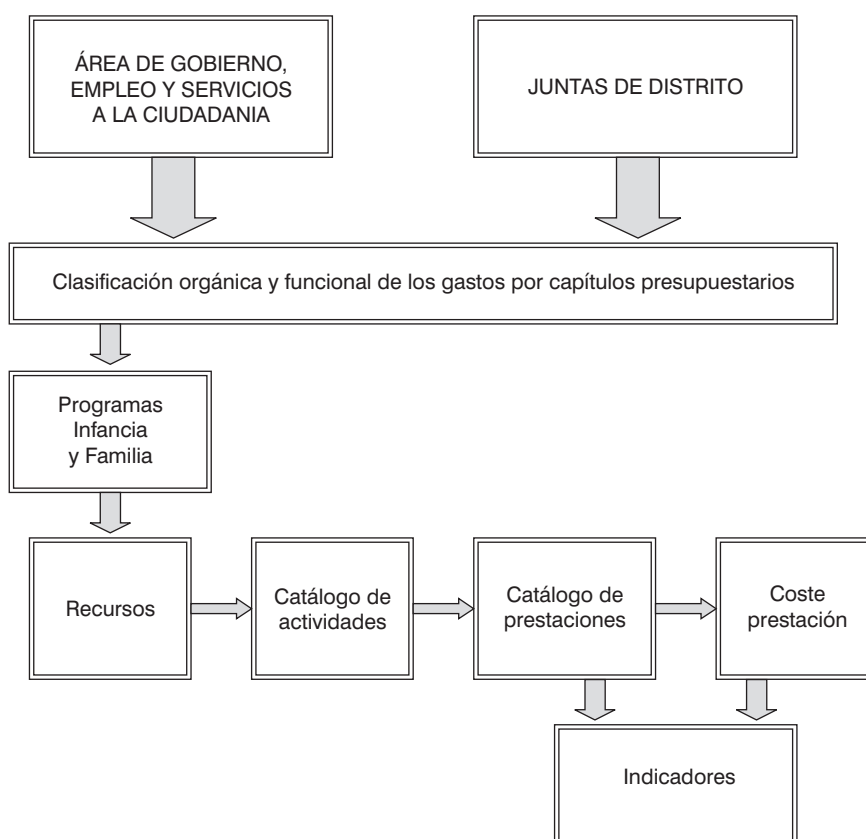 ÁREA DE GOBIERNO,
EMPLEO Y SERVICIOS
A LA CIUDADANIA
JUNTAS DE DISTRITO
Clasificación orgánica y funcional de los gastos por capítulos presupuestarios
Programas
Infancia
y Familia
Recursos
Catálogo de
actividades
Catálogo de
prestaciones
Coste
prestación
Indicadores